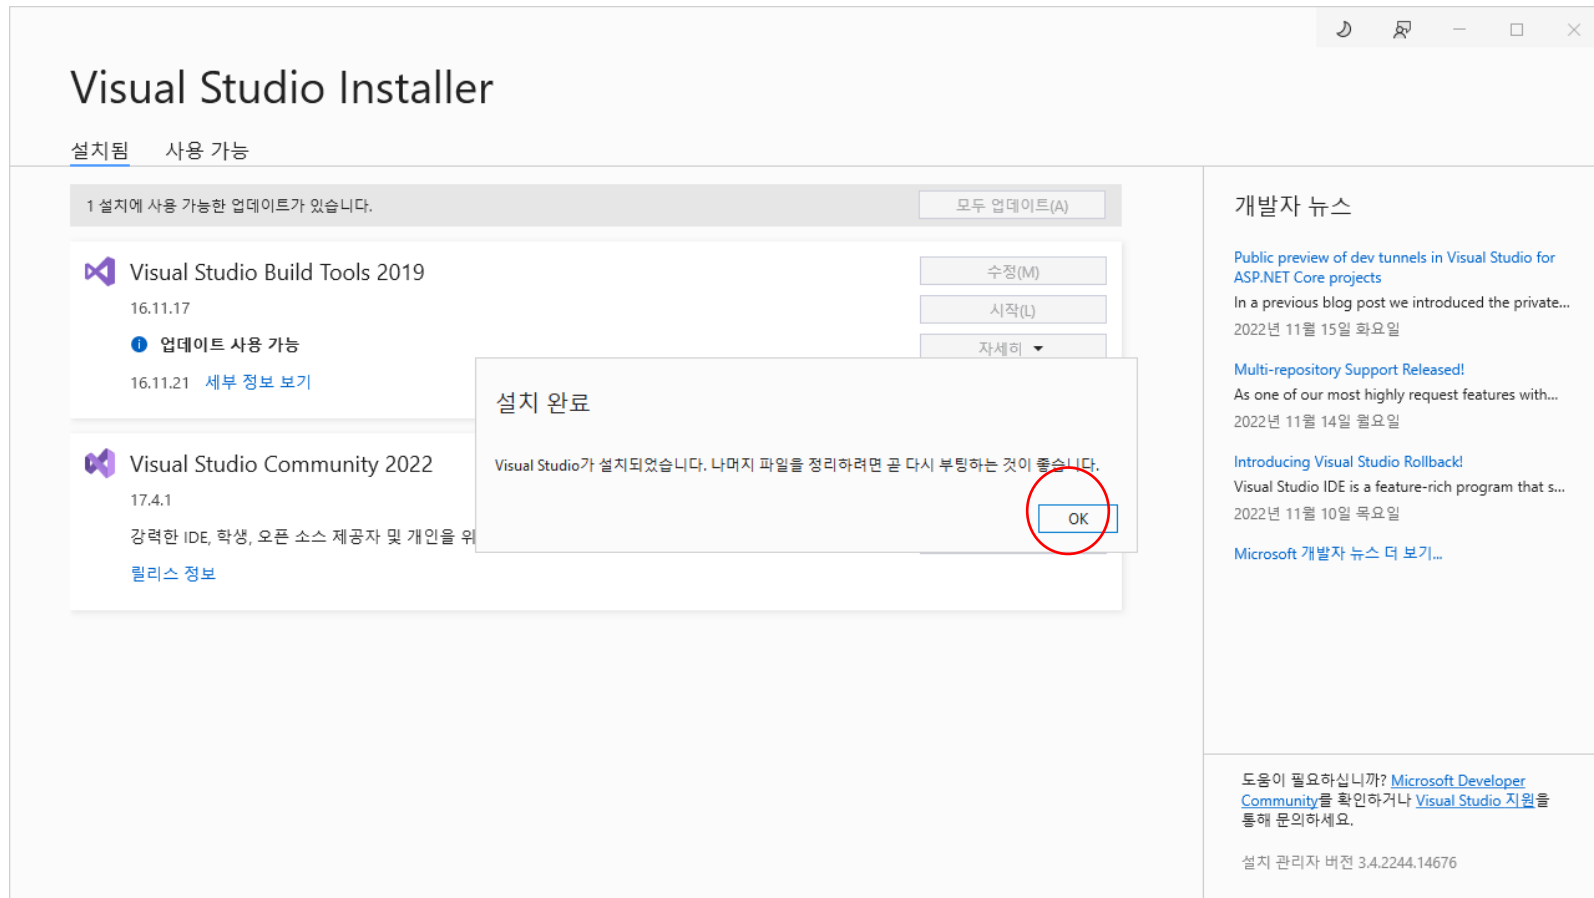 Visual Studio Installer
설치됨 사용 가능
1 설치에 사용 가능한 업데이트가 있습니다. 모두 업데이트(A)
Visual Studio Build Tools 2019 수정(M)
16.11.17 시작(L)
업데이트 사용 가능 자세히
16.11.21 세부 정보 보기
설치 완료
Visual Studio가 설치되었습니다. 나머지 파일을 정리하려면 곧 다시 부팅하는 것이 좋습니다.
OK
Visual Studio Community 2022
17.4.1
강력한 IDE, 학생, 오픈 소스 제공자 및 개인을 위
릴리스 정보
개발자 뉴스
Public preview of dev tunnels in Visual Studio for
ASP.NET Core projects
In a previous blog post we introduced the private...
2022년 11월 15일 화요일
Multi-repository Support Released!
As one of our most highly request features with...
2022년 11월 14일 월요일
Introducing Visual Studio Rollback!
Visual Studio IDE is a feature-rich program that s...
2022년 11월 10일 목요일
Microsoft 개발자 뉴스 더 보기...
도움이 필요하십니까? Microsoft Developer
Community를 확인하거나 Visual Studio 지원을
통해 문의하세요.
설치 관리자 버전 3.4.2244.14676